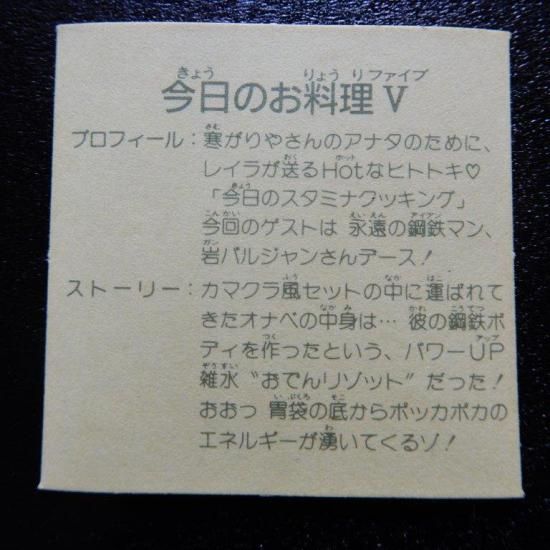 今日のお料理V
プロフィール:寒がりやさんのアナタのために、
レイラが送るHotなヒトトキ♡
「今日のスタミナクッキング」
今回のゲストは 永遠の鋼鉄マン、
岩バルジャンさんデース!
ストーリー:カマクラ風セットの中に運ばれて
きたオナベの中身は… 彼の鋼鉄ボ
ディを作ったという、パワーUP
雑水“おでんリゾット”だった!
おおっ 胃袋の底からポッカポカの
エネルギーが湧いてくるゾ!